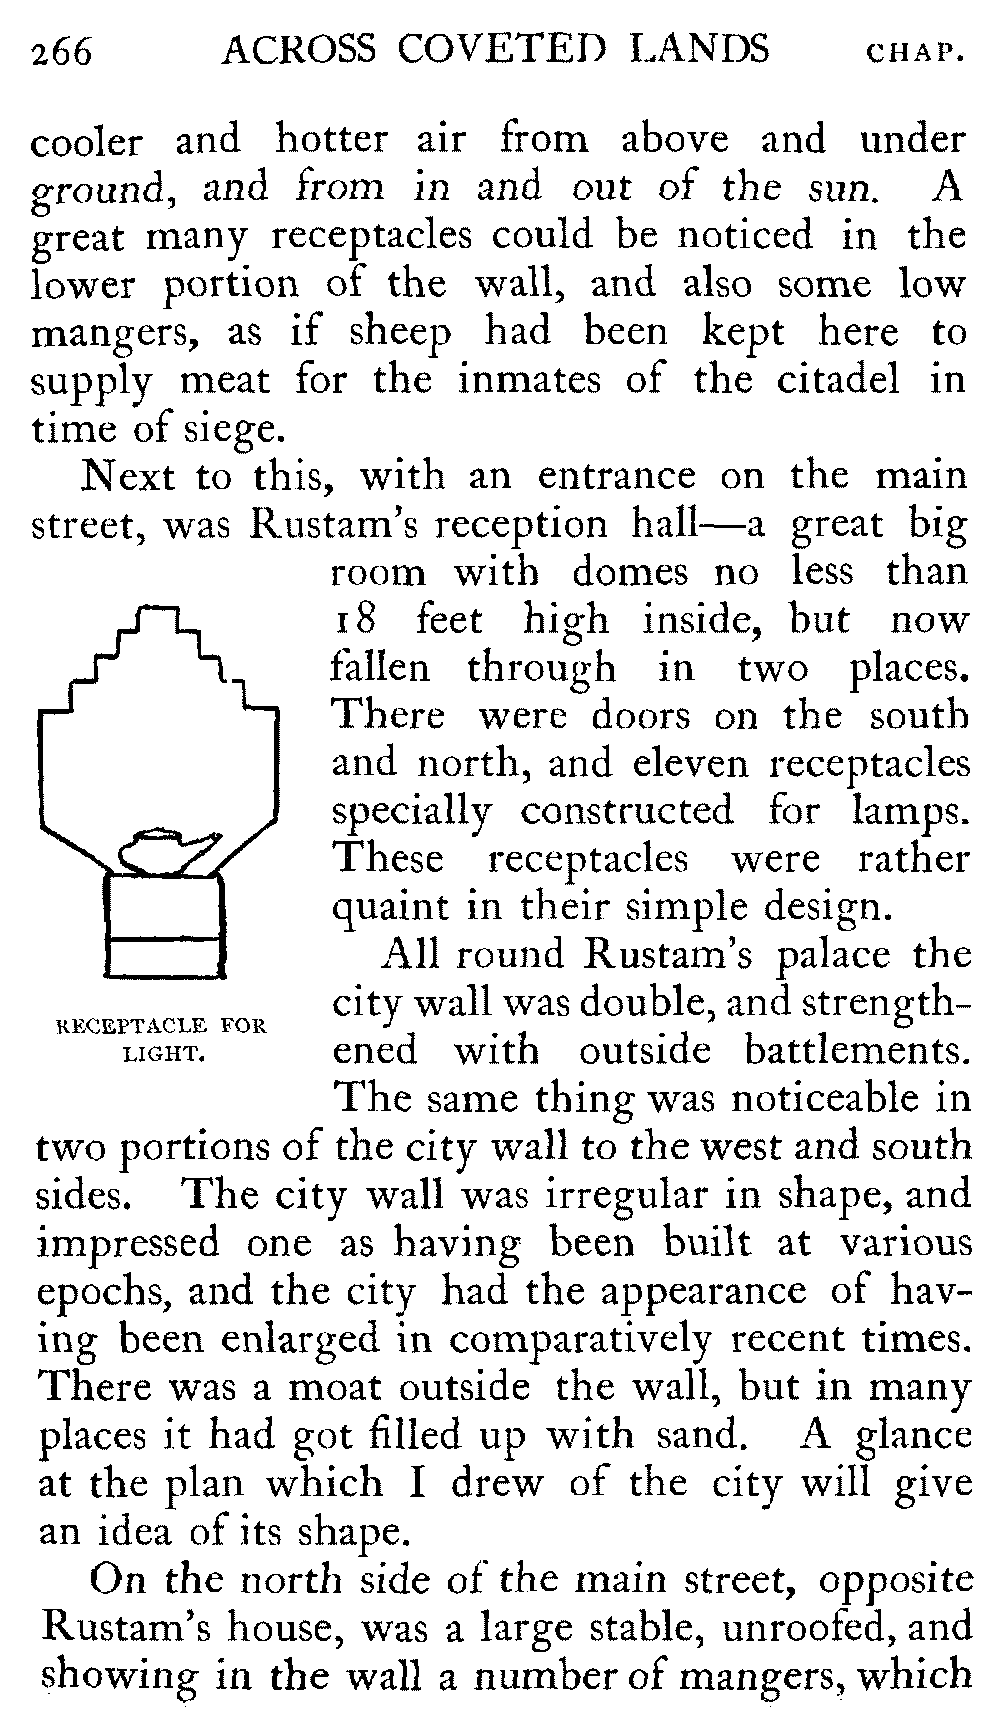 266 ACROSS COVETED LANDS CHAP.
cooler and hotter air from above and under
ground, and from in and out of the sun. A
great many receptacles could be noticed in the
lower portion of the wall, and also some low
mangers, as if sheep had been kept here to
supply meat for the inmates of the citadel in
time of siege.
Next to this, with an entrance on the main
street, was Rustam's reception hall—a great big
room with domes no less than
18 feet high inside, but now
fallen through in two places.
There were doors on the south
and north, and eleven receptacles
specially constructed for lamps.
These receptacles were rather
quaint in their simple design.
RECEPTACLE FOR
LIGHT.
All round Rustam's palace the
city wall was double, and strength-
ened with outside battlements.
The same thing was noticeable in
two portions of the city wall to the west and south
sides. The city wall was irregular in shape, and
impressed one as having been built at various
epochs, and the city had the appearance of hav-
ing been enlarged in comparatively recent times.
There was a moat outside the wall, but in many
places it had got filled up with sand. A glance
at the plan which I drew of the city will give
an idea of its shape.
On the north side of the main street, opposite
Rustam's house, was a large stable, unroofed, and
showing in the wall a number of mangers, which